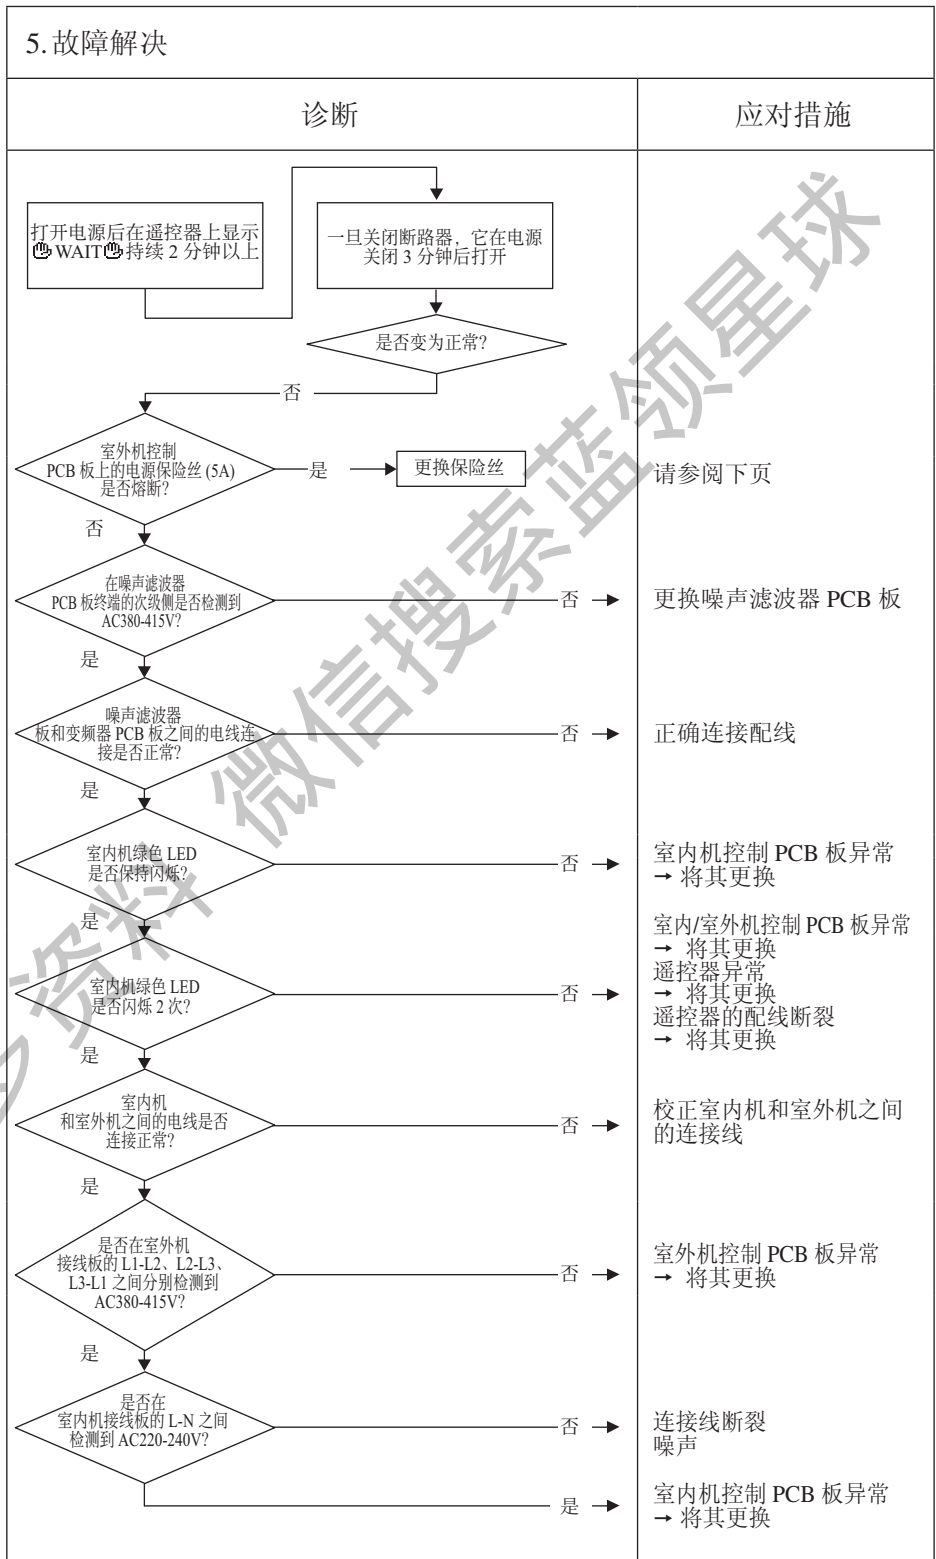 5.故障解决
诊断
应对措施
打开电源后在遥控器上显示
WAIT 持续 2 分钟以上
一旦关闭断路器，它在电源
关闭 3 分钟后打开
是否变为正常？
否
室外机控制
PCB 板上的电源保险丝 (5A)
是否熔断？
是
更换保险丝
请参阅下页
否
在噪声滤波器
PCB 板终端的次级侧是否检测到
AC380-415V？
否
更换噪声滤波器 PCB 板
是
噪声滤波器
板和变频器 PCB 板之间的电线连
接是否正常？
否
正确连接配线
是
室内机绿色 LED
是否保持闪烁？
否
室内机控制 PCB 板异常
→ 将其更换
是
室内机绿色 LED
是否闪烁 2 次？
否
室内/室外机控制 PCB 板异常
→ 将其更换
遥控器异常
→ 将其更换
遥控器的配线断裂
→ 将其更换
是
室内机
和室外机之间的电线是否
连接正常？
否
校正室内机和室外机之间
的连接线
是
是否在室外机
接线板的 L1-L2、L2-L3、
L3-L1 之间分别检测到
AC380-415V？
否
室外机控制 PCB 板异常
→ 将其更换
是
是否在
室内机接线板的 L-N 之间
检测到 AC220-240V？
否
连接线断裂
噪声
是
室内机控制 PCB 板异常
→ 将其更换
多资料 微信搜索蓝领星球